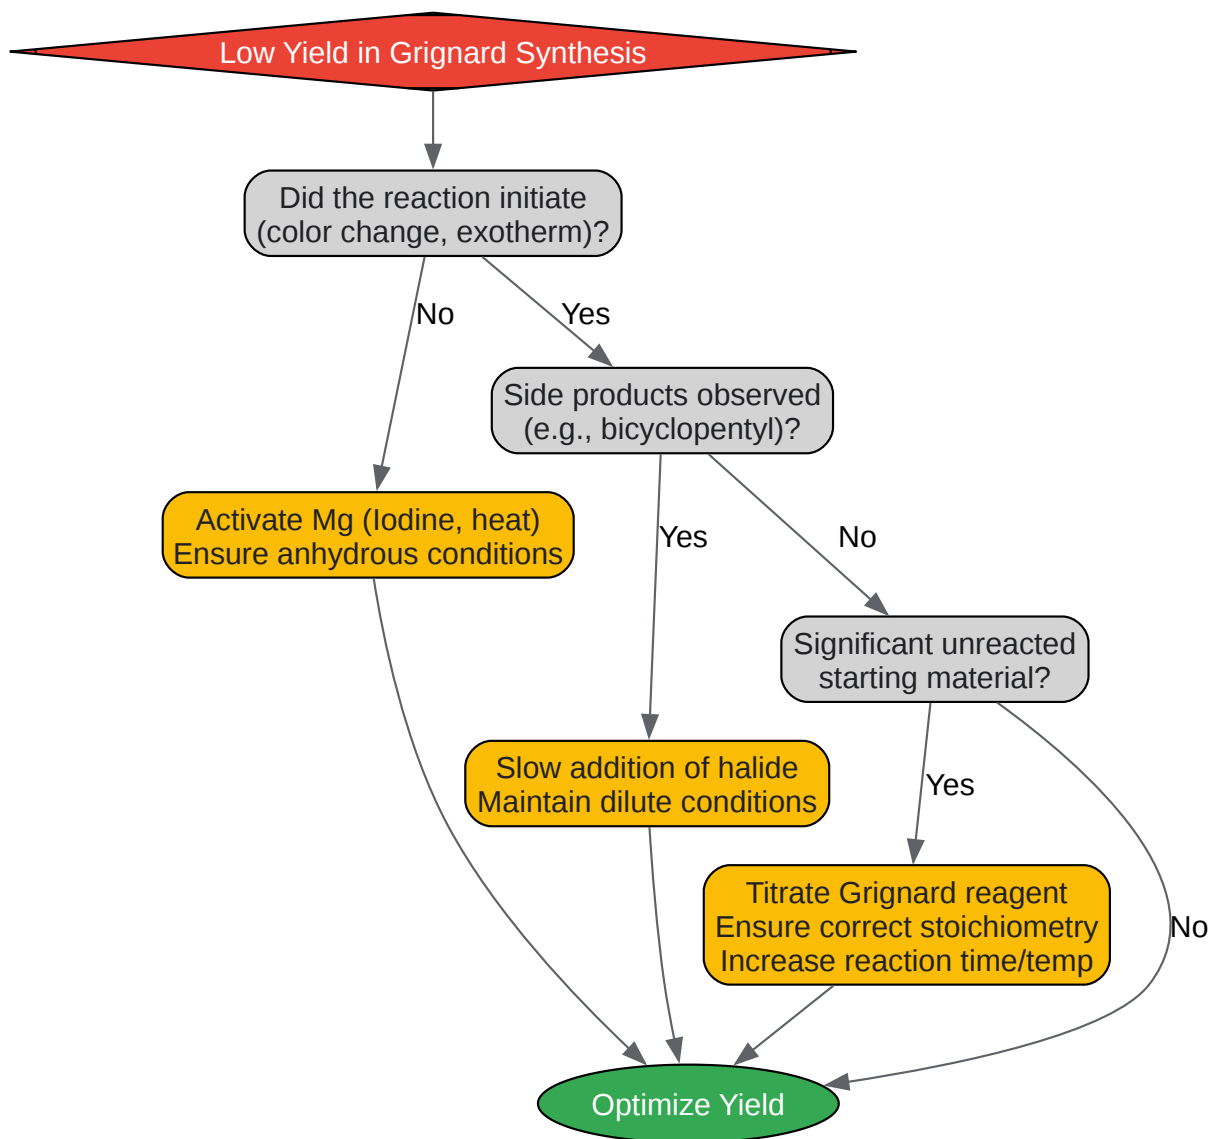 Low Yield in Grignard Synthesis
Did the reaction initiate
(color change, exotherm)?
No
Yes
Side products observed
(e.g., bicyclopentyl)?
Activate Mg (Iodine, heat)
Ensure anhydrous conditions
Yes
No
Significant unreacted
starting material?
Slow addition of halide
Maintain dilute conditions
Yes
Titrate Grignard reagent
Ensure correct stoichiometry
Increase reaction time/temp
No
Optimize Yield